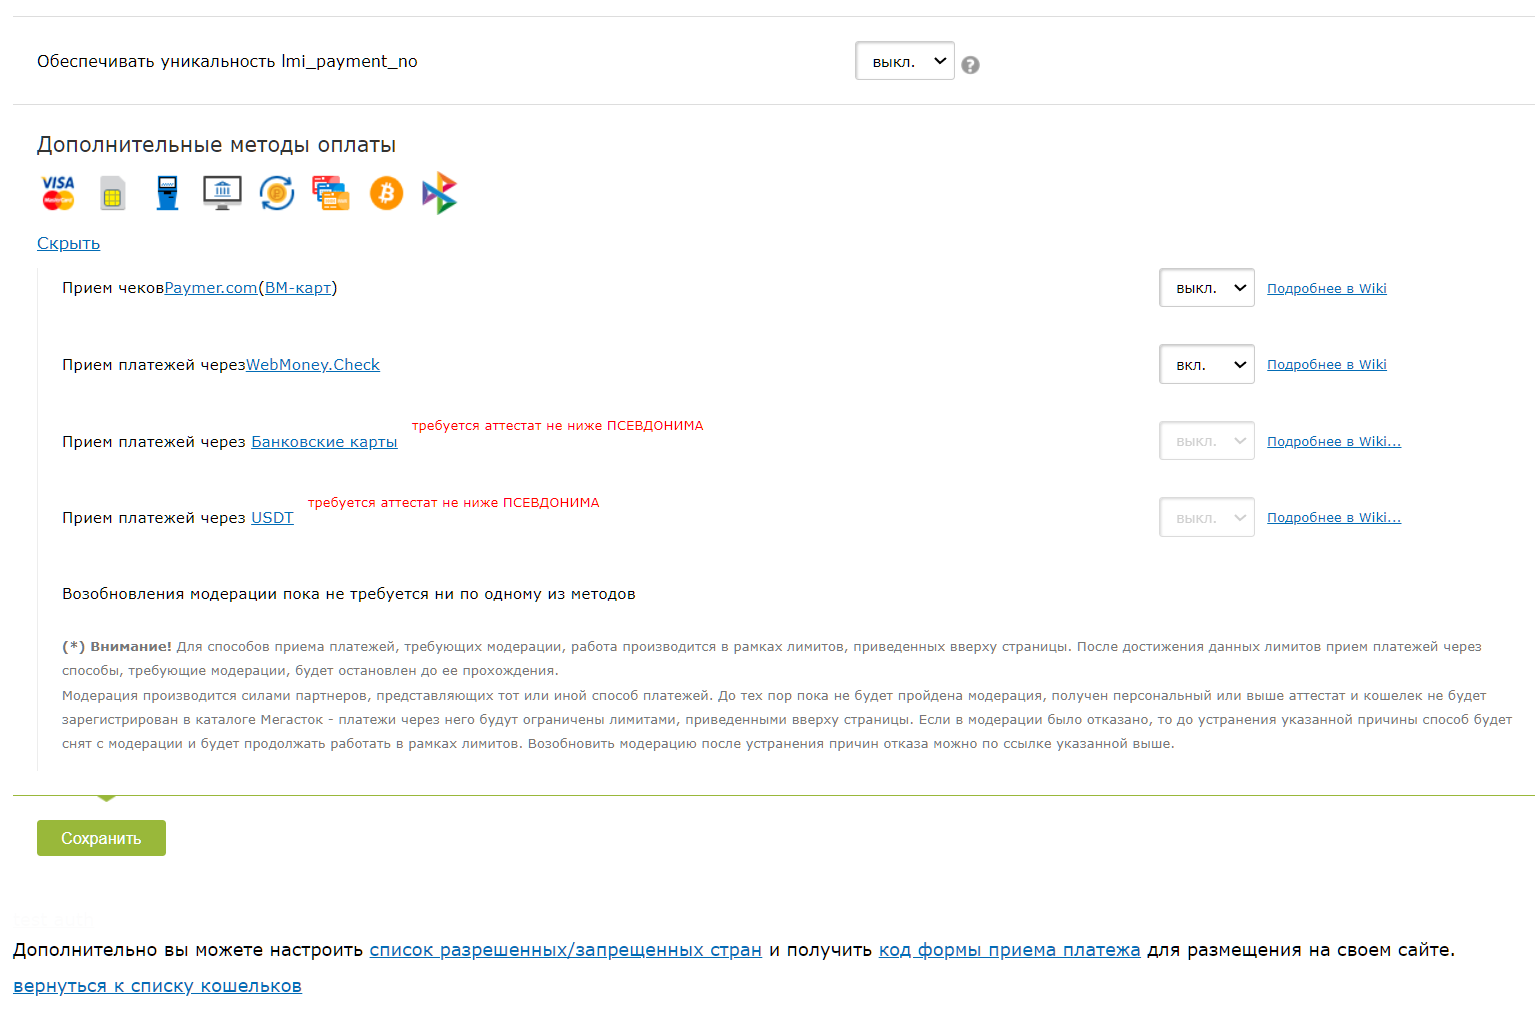 Обеспечивать уникальность lmi_payment_no
выкл.
?
Дополнительные методы оплаты
VISA
MasterCard
Скрыть
Прием чековPaymer.com(ВМ-карт)
выкл.
Подробнее в Wiki
Прием платежей черезWebMoney.Check
вкл.
Подробнее в Wiki
требуется аттестат не ниже ПСЕВДОНИМА
Прием платежей через Банковские карты
выкл.
Подробнее в Wiki...
требуется аттестат не ниже ПСЕВДОНИМА
Прием платежей через USDT
выкл.
Подробнее в Wiki...
Возобновления модерации пока не требуется ни по одному из методов
(*) Внимание! Для способов приема платежей, требующих модерации, работа производится в рамках лимитов, приведенных вверху страницы. После достижения данных лимитов прием платежей через
способы, требующие модерации, будет остановлен до ее прохождения.
Модерация производится силами партнеров, представляющих тот или иной способ платежей. До тех пор пока не будет пройдена модерация, получен персональный или выше аттестат и кошелек не будет
зарегистрирован в каталоге Мегасток - платежи через него будут ограничены лимитами, приведенными вверху страницы. Если в модерации было отказано, то до устранения указанной причины способ будет
снят с модерации и будет продолжать работать в рамках лимитов. Возобновить модерацию после устранения причин отказа можно по ссылке указанной выше.
Сохранить
Дополнительно вы можете настроить список разрешенных/запрещенных стран и получить код формы приема платежа для размещения на своем сайте.
вернуться к списку кошельков